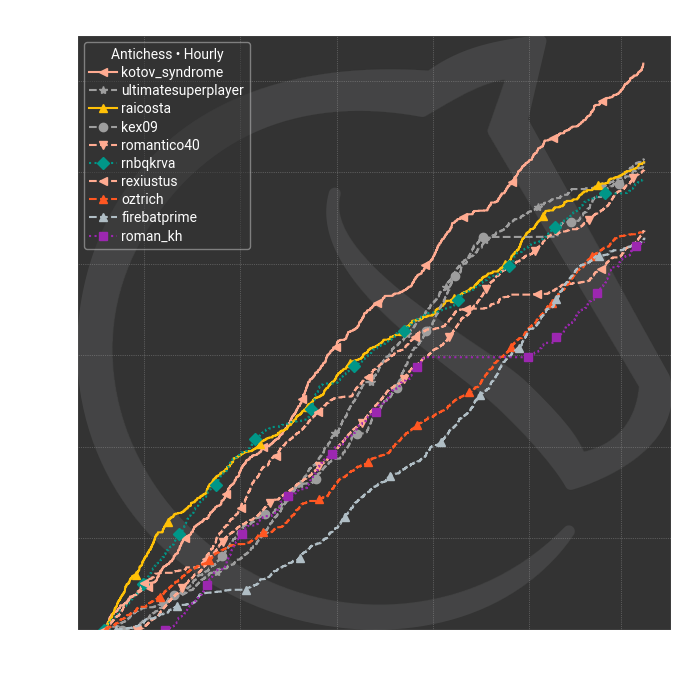 Antichess • Hourly
kotov_syndrome
ultimatesuperplayer
raicosta
kex09
romantico40
rnbqkrva
rexiustus
oztrich
firebatprime
roman_kh